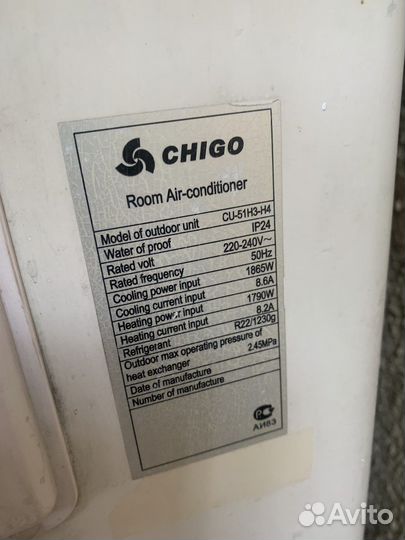 CHIGO
Room Air-conditioner
Model of outdoor unit CU-51H3-H4
Water of proof IP24
Rated volt 220-240V~
Rated frequency 50Hz
Cooling power input 1865W
Cooling current input 8.6A
Heating power input 1790W
Heating current input 8.2A
Refrigerant R22/1230g
Outdoor max operating pressure of
heat exchanger 2.45MPa
Date of manufacture
Number of manufacture
АИ63
Avito